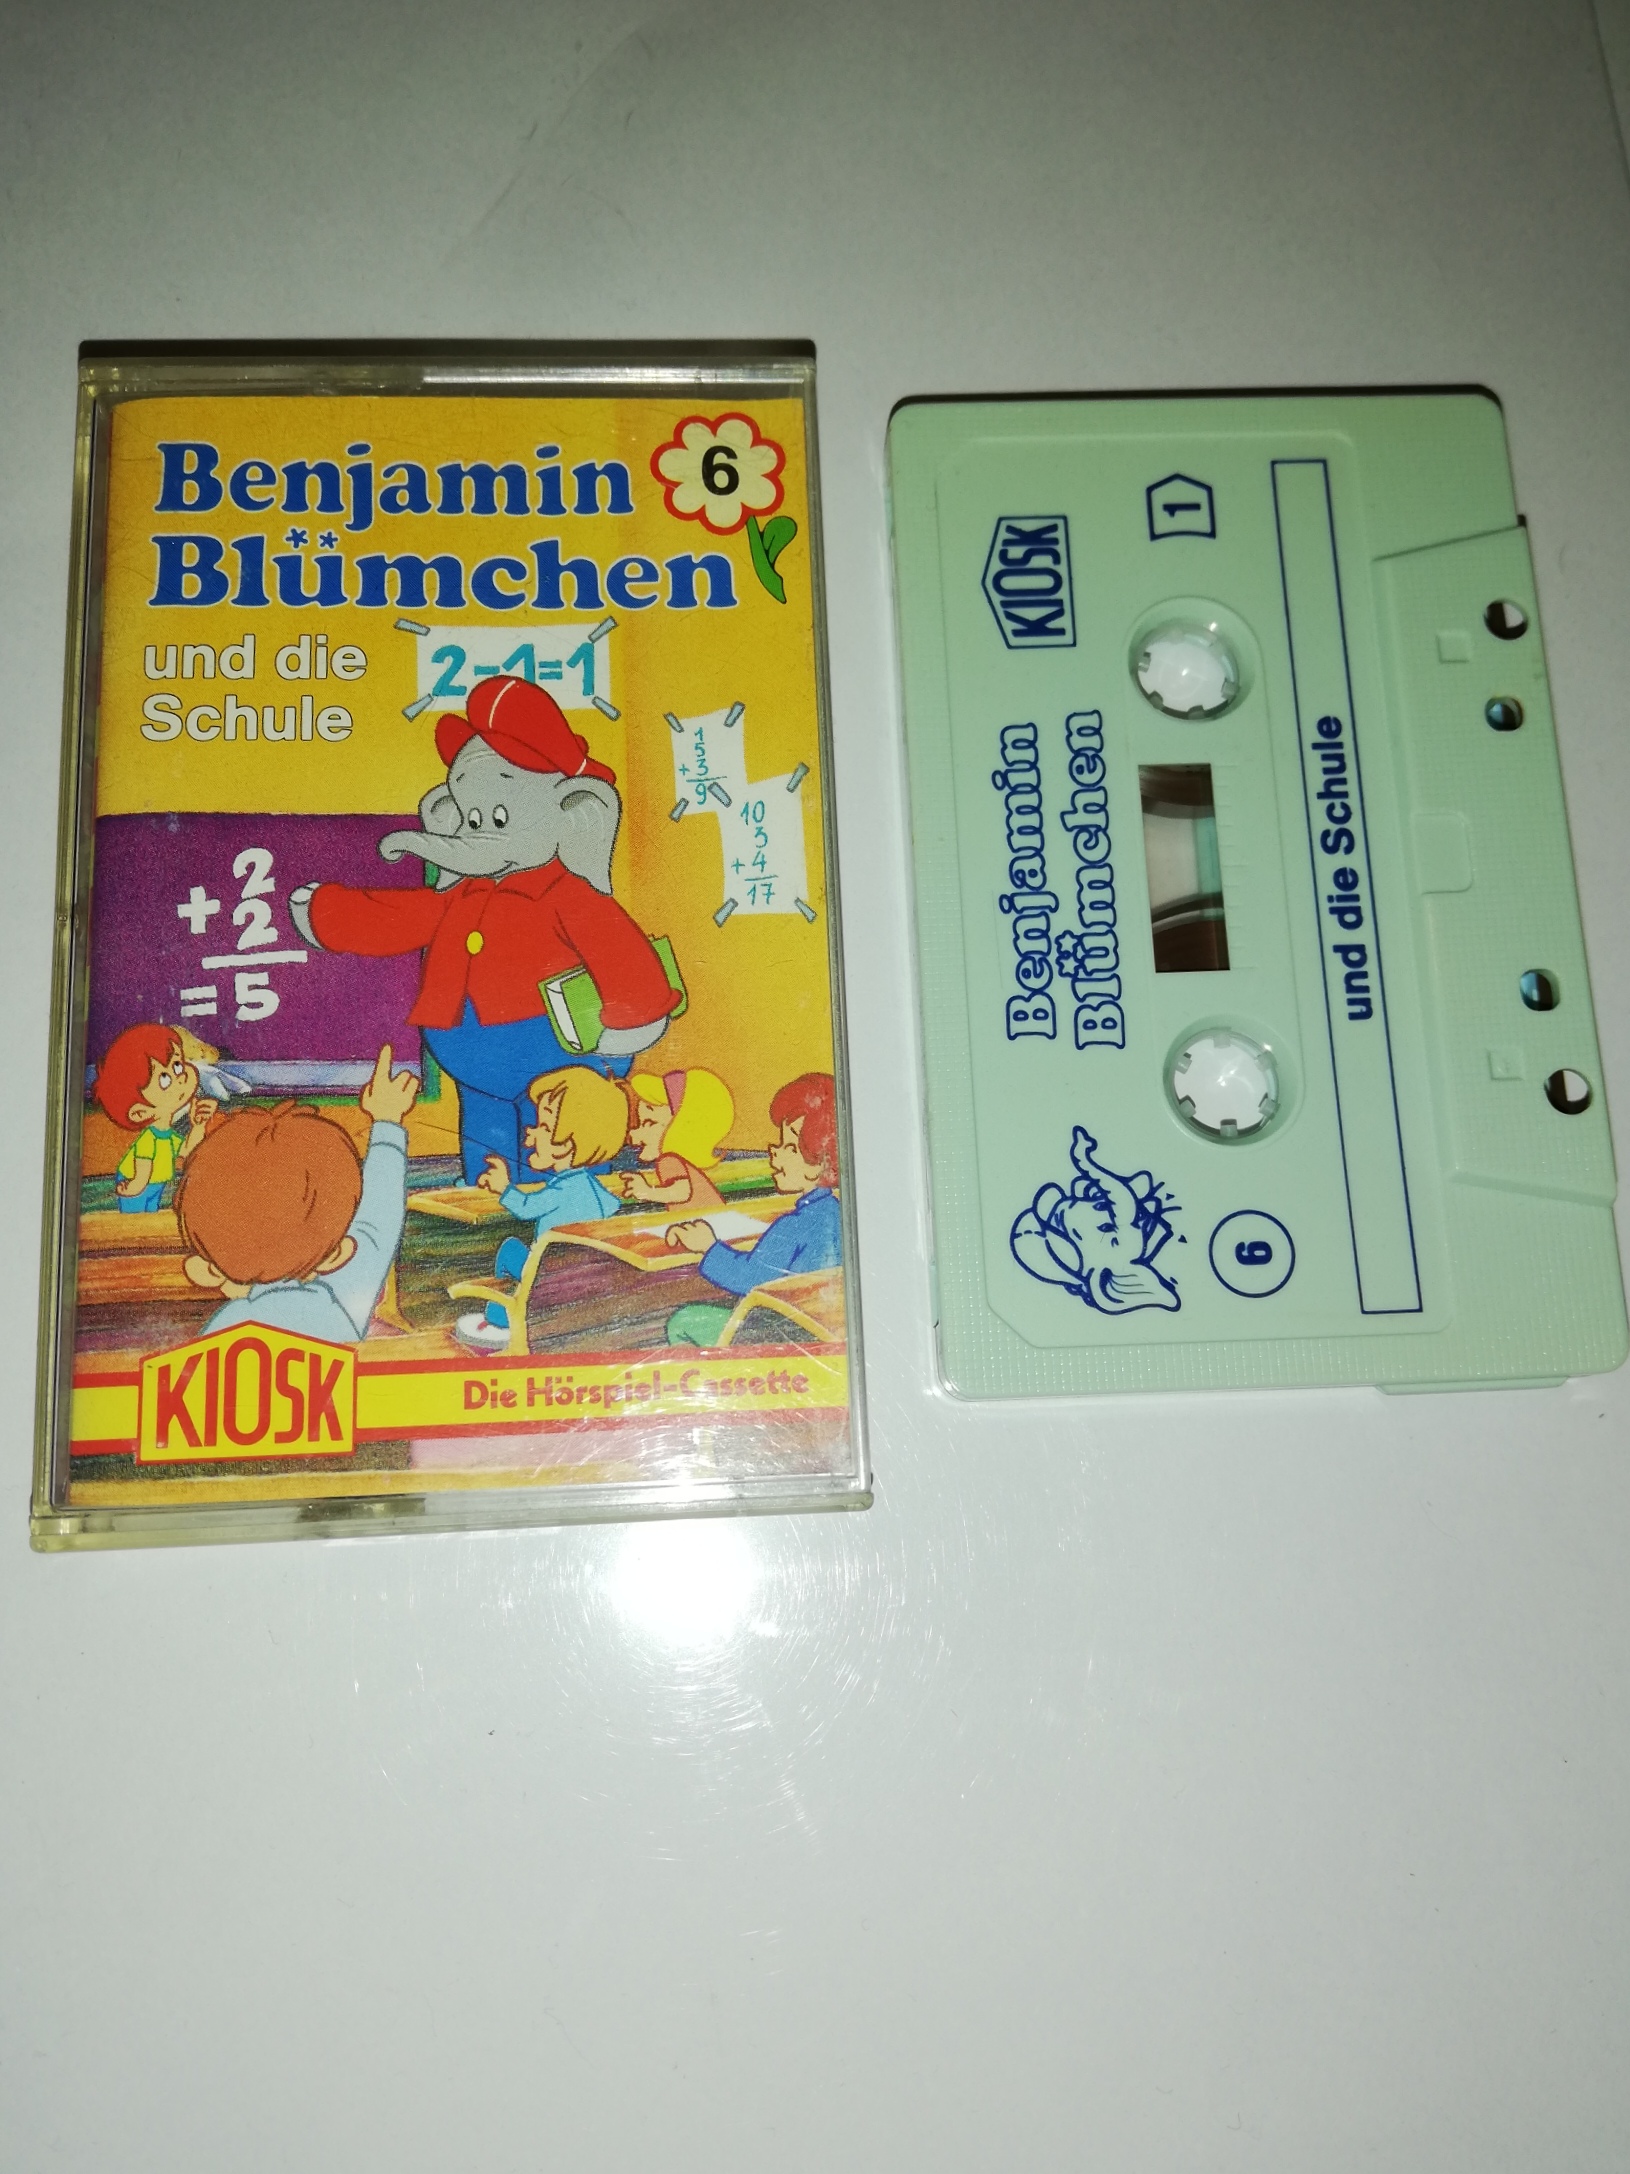 Benjamin
Blümchen
6
und die
Schule
2-1=1
1
5
+3
9
10
3
+4
17
2
+2
=5
KIOSK
Die Hörspiel-Cassette
KIOSK
1
Benjamin
Blümchen
6
und die Schule